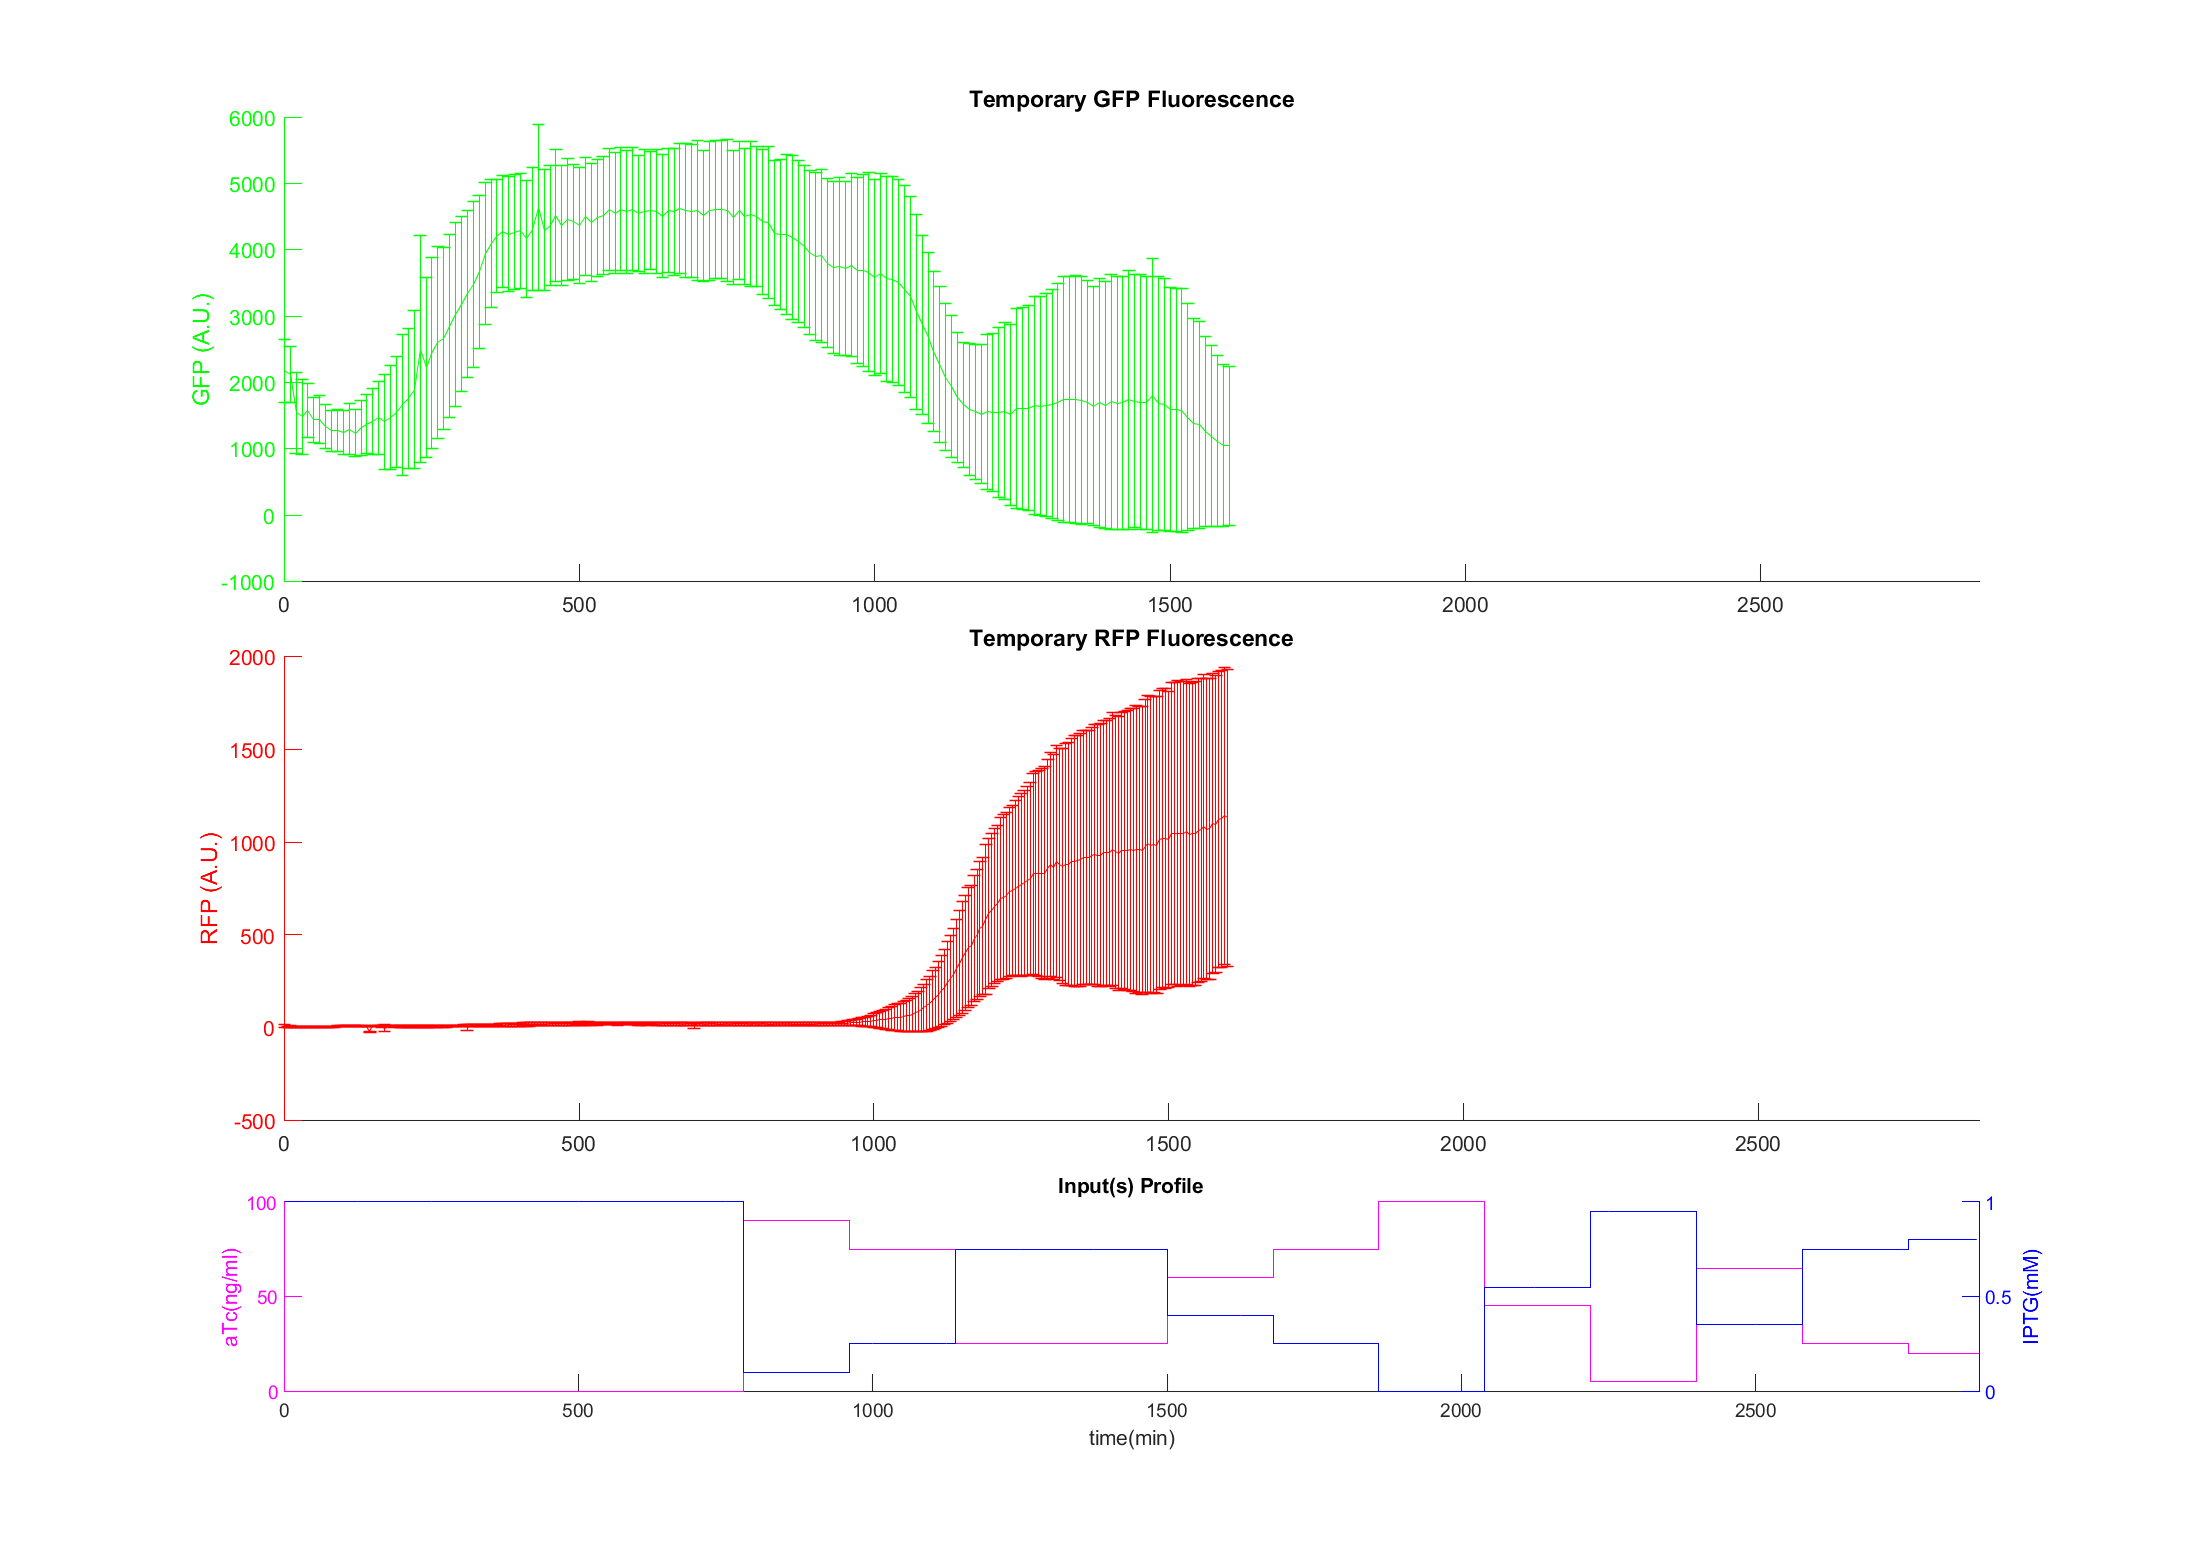 Temporary GFP Fluorescence
6000
5000
4000
3000
2000
1000
0
-1000
GFP (A.U.)
0 500 1000 1500 2000 2500
Temporary RFP Fluorescence
2000
1500
1000
500
0
-500
RFP (A.U.)
0 500 1000 1500 2000 2500
Input(s) Profile
100
50
0
aTc(ng/ml)
1
0.5
0
IPTG(mM)
0 500 1000 1500 2000 2500
time(min)